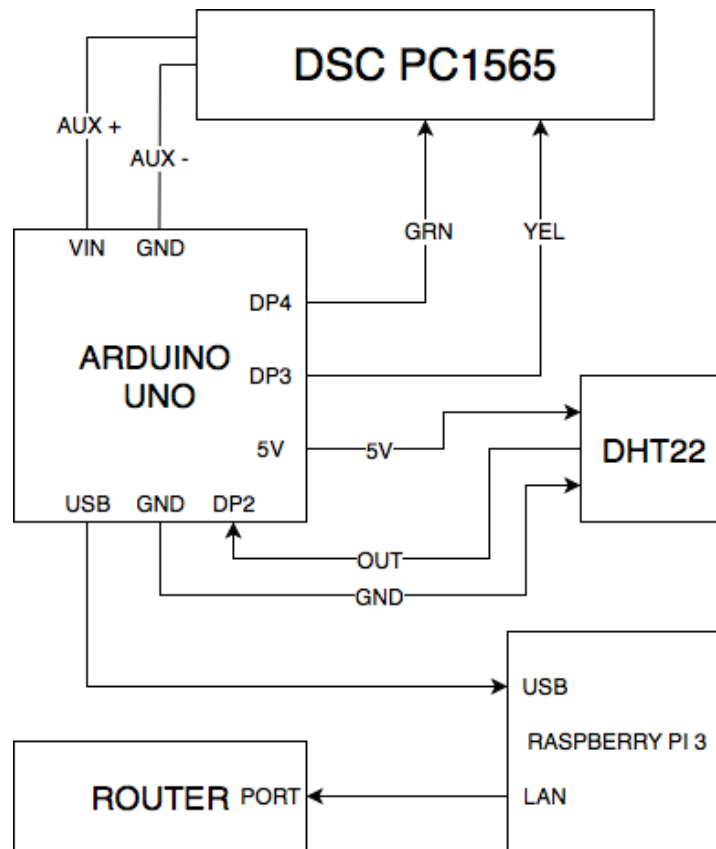 DSC PC1565
AUX +
AUX -
GRN
YEL
VIN
GND
DP4
ARDUINO
UNO
DP3
5V
5V
DHT22
USB
GND
DP2
OUT
GND
USB
RASPBERRY PI 3
ROUTER
PORT
LAN